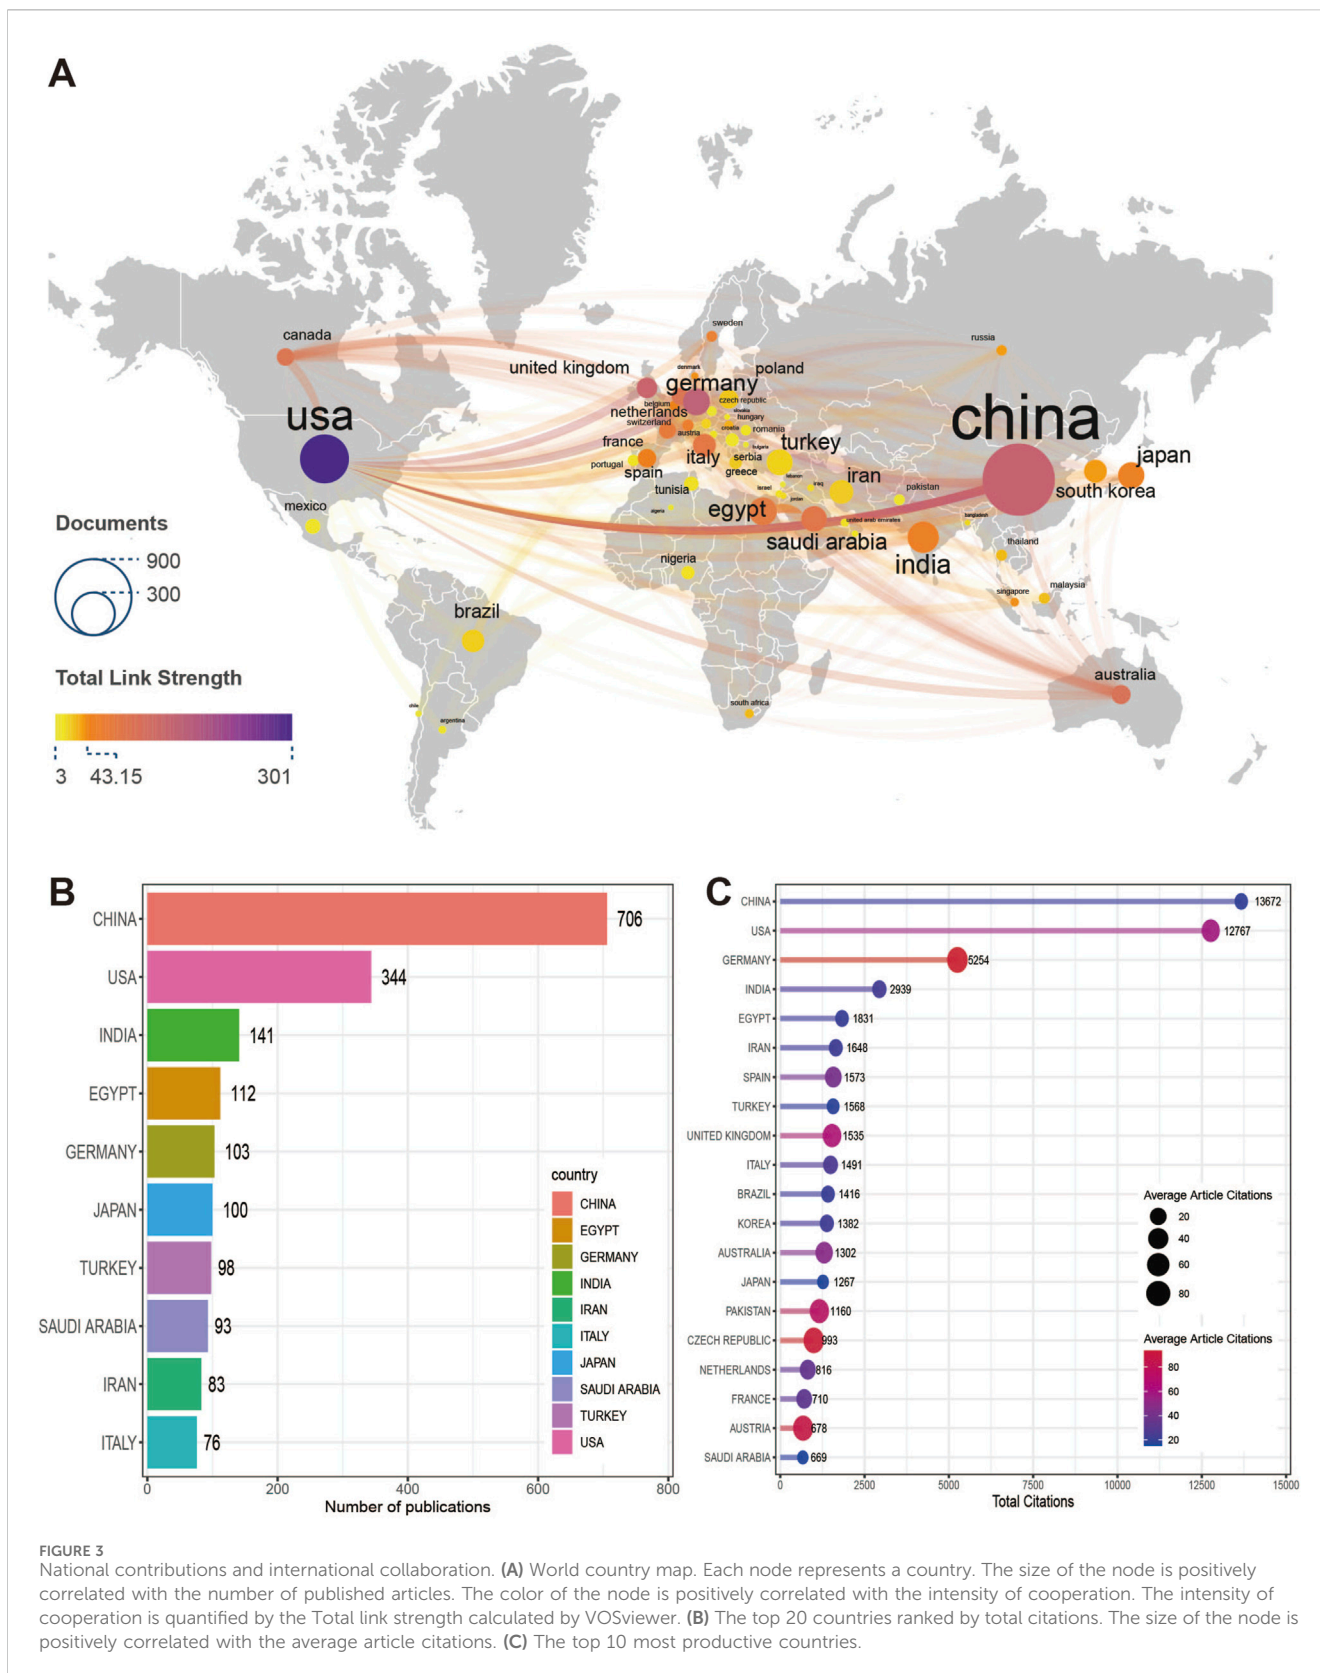 A
canada
usa
mexico
brazil
chile
argentina
united kingdom
sweden
denmark
germany
poland
belgium
netherlands
switzerland
czech republic
slovakia
hungary
austria
croatia
romania
bulgaria
france
portugal
spain
italy
serbia
greece
turkey
tunisia
algeria
israel
lebanon
iraq
jordan
iran
pakistan
egypt
saudi arabia
united arab emirates
nigeria
south africa
india
bangladesh
thailand
singapore
malaysia
russia
china
south korea
japan
australia
Documents
900
300
Total Link Strength
3 43.15 301
B
CHINA 706
USA 344
INDIA 141
EGYPT 112
GERMANY 103
JAPAN 100
TURKEY 98
SAUDI ARABIA 93
IRAN 83
ITALY 76
0 200 400 600 800
Number of publications
country
CHINA
EGYPT
GERMANY
INDIA
IRAN
ITALY
JAPAN
SAUDI ARABIA
TURKEY
USA
C
CHINA 13672
USA 12767
GERMANY 5254
INDIA 2939
EGYPT 1831
IRAN 1648
SPAIN 1573
TURKEY 1568
UNITED KINGDOM 1535
ITALY 1491
BRAZIL 1416
KOREA 1382
AUSTRALIA 1302
JAPAN 1267
PAKISTAN 1160
CZECH REPUBLIC 993
NETHERLANDS 816
FRANCE 710
AUSTRIA 678
SAUDI ARABIA 669
0 2500 5000 7500 10000 12500 15000
Total Citations
Average Article Citations
20
40
60
80
Average Article Citations
80
60
40
20
FIGURE 3
National contributions and international collaboration. (A) World country map. Each node represents a country. The size of the node is positively
correlated with the number of published articles. The color of the node is positively correlated with the intensity of cooperation. The intensity of
cooperation is quantified by the Total link strength calculated by VOSviewer. (B) The top 20 countries ranked by total citations. The size of the node is
positively correlated with the average article citations. (C) The top 10 most productive countries.